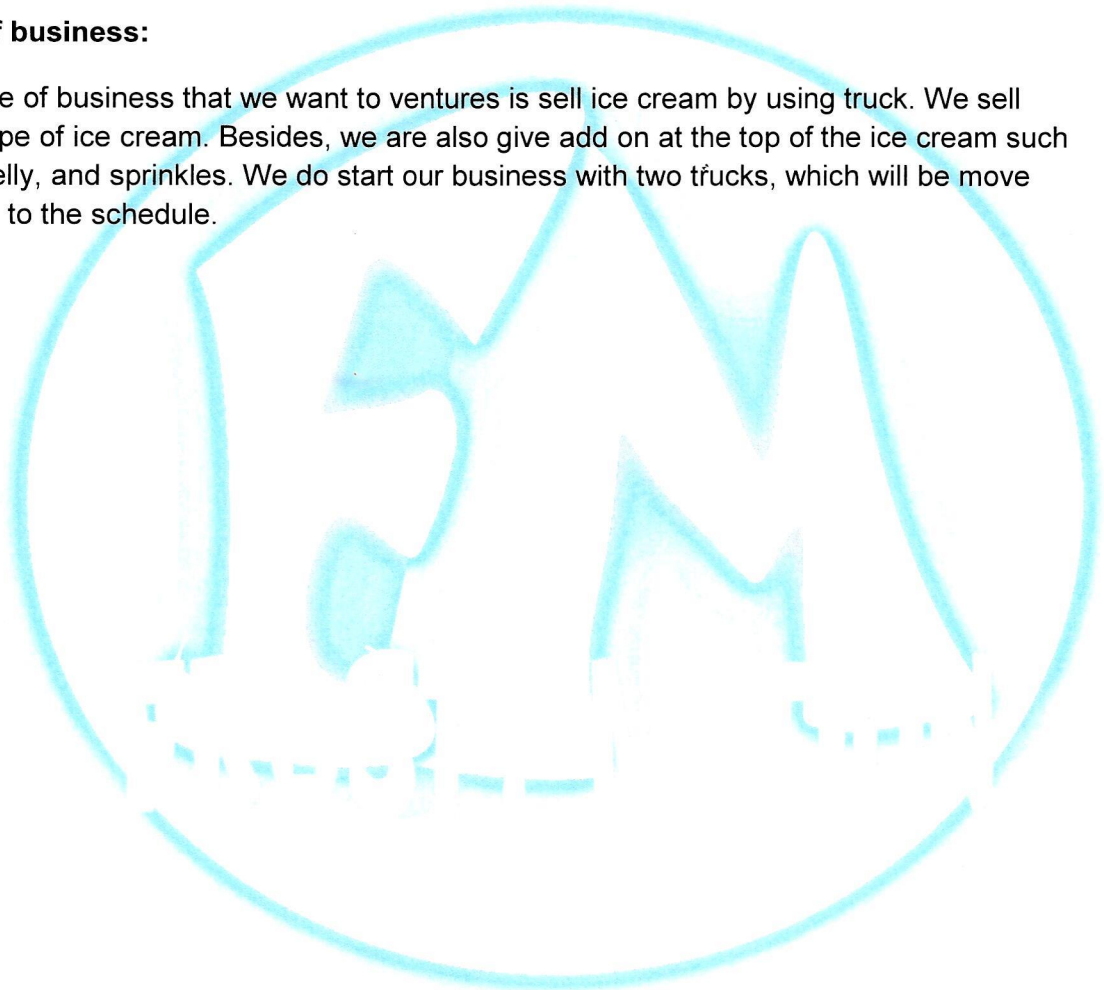 f business:
e of business that we want to ventures is sell ice cream by using truck. We sell
pe of ice cream. Besides, we are also give add on at the top of the ice cream such
elly, and sprinkles. We do start our business with two trucks, which will be move
to the schedule.